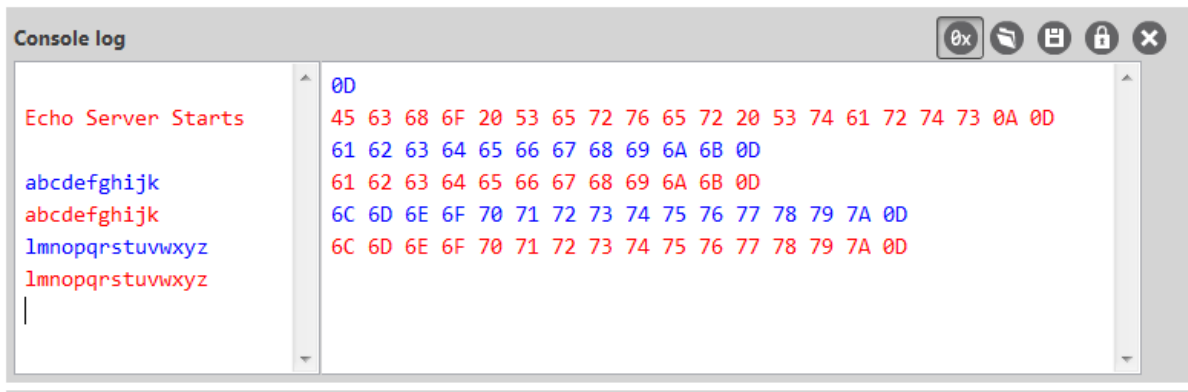 Console log
0x
Echo Server Starts
abcdefghijk
abcdefghijk
lmnopqrstuvwxyz
lmnopqrstuvwxyz
0D
45 63 68 6F 20 53 65 72 76 65 72 20 53 74 61 72 74 73 0A 0D
61 62 63 64 65 66 67 68 69 6A 6B 0D
61 62 63 64 65 66 67 68 69 6A 6B 0D
6C 6D 6E 6F 70 71 72 73 74 75 76 77 78 79 7A 0D
6C 6D 6E 6F 70 71 72 73 74 75 76 77 78 79 7A 0D